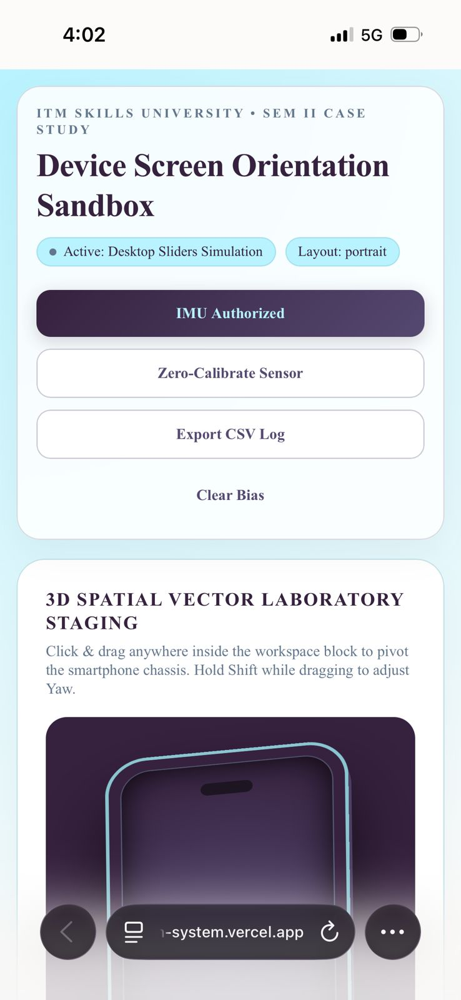 4:02
5G
ITM SKILLS UNIVERSITY • SEM II CASE
STUDY
Device Screen Orientation
Sandbox
Active: Desktop Sliders Simulation
Layout: portrait
IMU Authorized
Zero-Calibrate Sensor
Export CSV Log
Clear Bias
3D SPATIAL VECTOR LABORATORY
STAGING
Click & drag anywhere inside the workspace block to pivot
the smartphone chassis. Hold Shift while dragging to adjust
Yaw.
-system.vercel.app